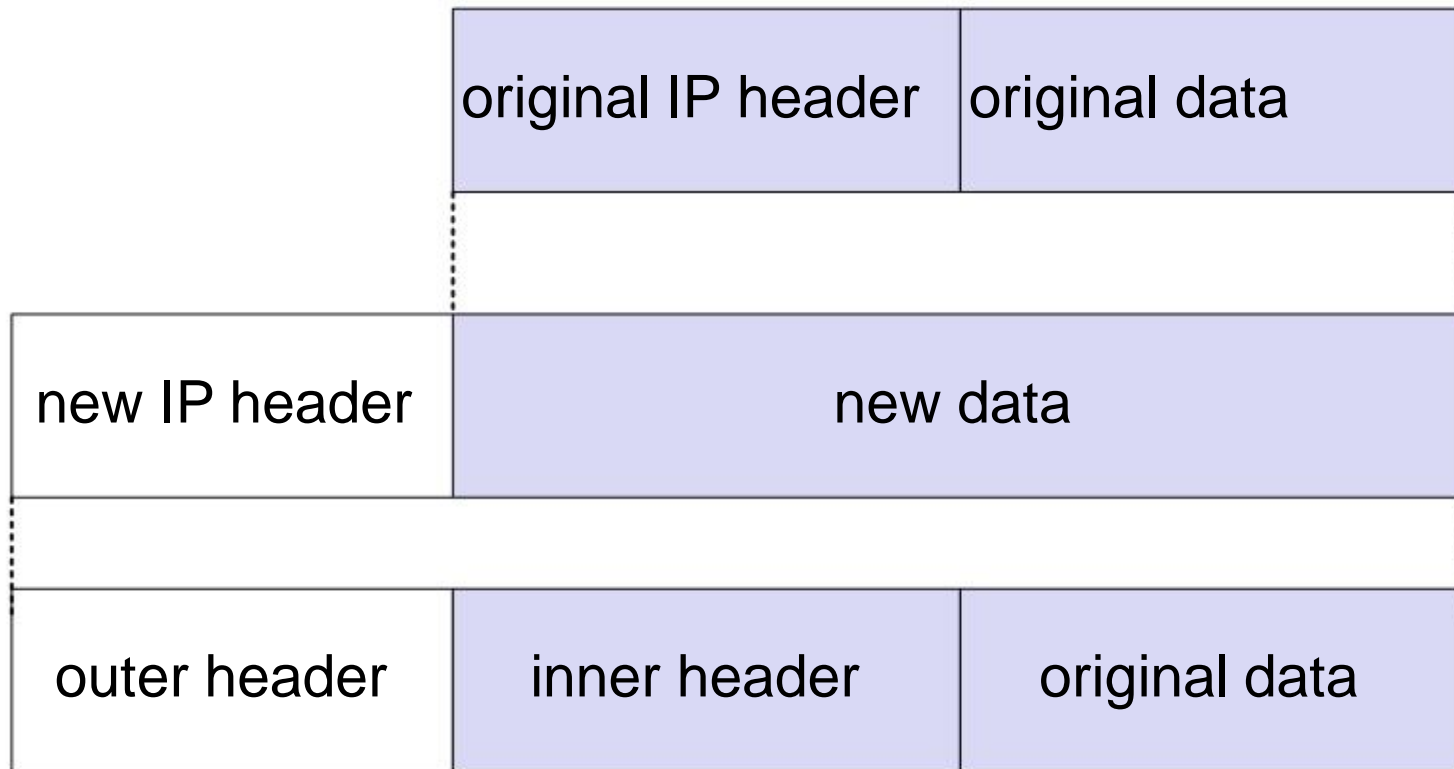 original IP header
original data
new IP header
new data
outer header
inner header
original data